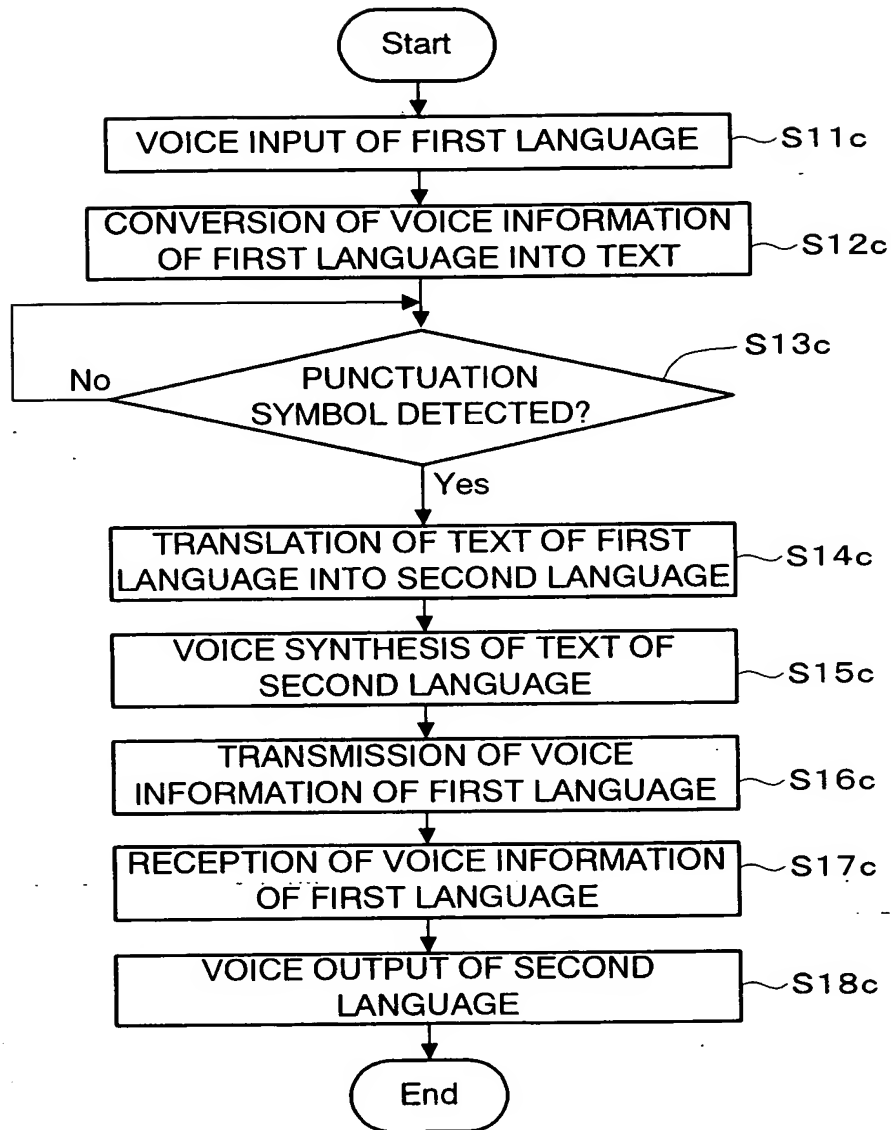 Start
VOICE INPUT OF FIRST LANGUAGE
S11c
CONVERSION OF VOICE INFORMATION
OF FIRST LANGUAGE INTO TEXT
S12c
S13c
No
PUNCTUATION
SYMBOL DETECTED?
Yes
TRANSLATION OF TEXT OF FIRST
LANGUAGE INTO SECOND LANGUAGE
S14c
VOICE SYNTHESIS OF TEXT OF
SECOND LANGUAGE
S15c
TRANSMISSION OF VOICE
INFORMATION OF FIRST LANGUAGE
S16c
RECEPTION OF VOICE INFORMATION
OF FIRST LANGUAGE
S17c
VOICE OUTPUT OF SECOND
LANGUAGE
S18c
End